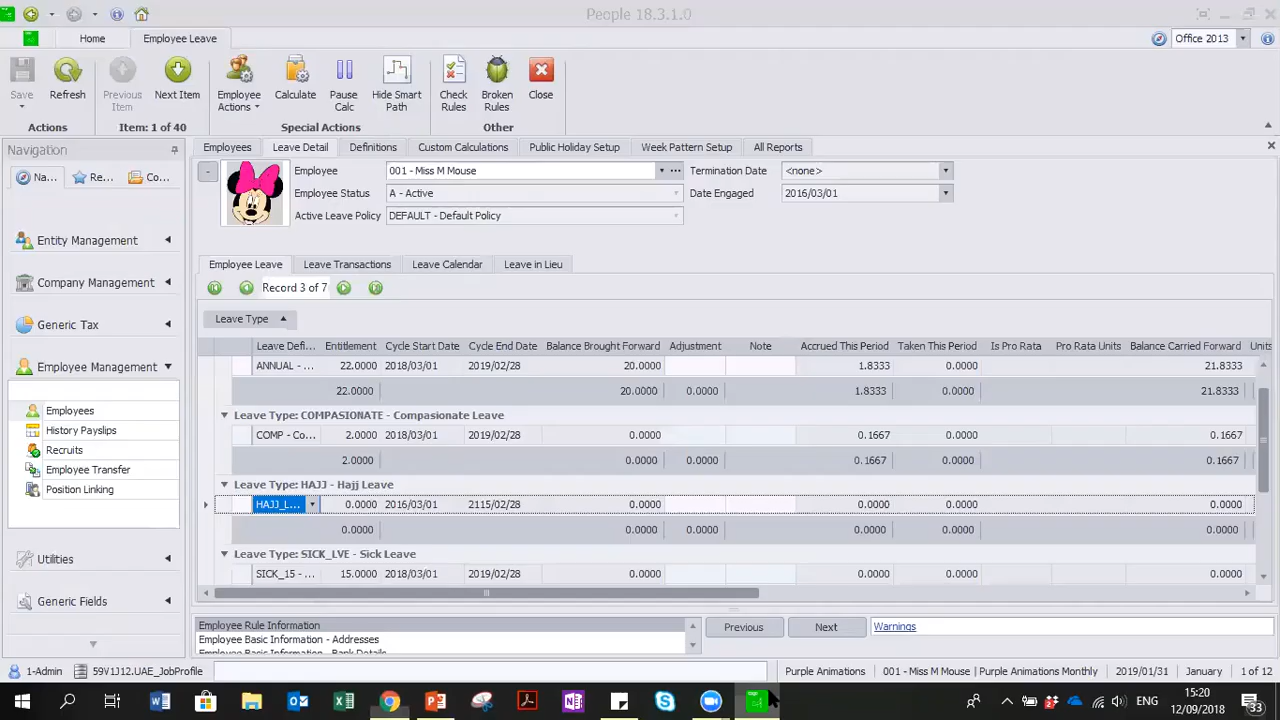 People 18.3.1.0
Home Employee Leave Office 2013
Save Refresh Previous Item Next Item Employee Actions Calculate Pause Calc Hide Smart Path Check Rules Broken Rules Close
Actions Item: 1 of 40 Special Actions Other
Navigation
Na... Re... Co...
Entity Management
Company Management
Generic Tax
Employee Management
Employees
History Payslips
Recruits
Employee Transfer
Position Linking
Utilities
Generic Fields
Employees Leave Detail Definitions Custom Calculations Public Holiday Setup Week Pattern Setup All Reports
Employee 001 - Miss M Mouse Termination Date <none>
Employee Status A - Active Date Engaged 2016/03/01
Active Leave Policy DEFAULT - Default Policy
Employee Leave Leave Transactions Leave Calendar Leave in Lieu
Record 3 of 7
Leave Type
Leave Defi... Entitlement Cycle Start Date Cycle End Date Balance Brought Forward Adjustment Note Accrued This Period Taken This Period Is Pro Rata Pro Rata Units Balance Carried Forward Units
ANNUAL - ... 22.0000 2018/03/01 2019/02/28 20.0000 1.8333 0.0000 21.8333
22.0000 20.0000 0.0000 1.8333 0.0000 21.8333
Leave Type: COMPASIONATE - Compasionate Leave
COMP - Co... 2.0000 2018/03/01 2019/02/28 0.0000 0.1667 0.0000 0.1667
2.0000 0.0000 0.0000 0.1667 0.0000 0.1667
Leave Type: HAJJ - Hajj Leave
HAJJ_L... 0.0000 2016/03/01 2115/02/28 0.0000 0.0000 0.0000 0.0000
0.0000 0.0000 0.0000 0.0000 0.0000 0.0000
Leave Type: SICK_LVE - Sick Leave
SICK_15 - ... 15.0000 2018/03/01 2019/02/28 0.0000 0.0000 0.0000 0.0000
Employee Rule Information
Employee Basic Information - Addresses
Employee Basic Information - Bank Details
Previous Next Warnings
1-Admin 59V1J12.UAE_JobProfile Purple Animations 001 - Miss M Mouse | Purple Animations Monthly 2019/01/31 January 1 of 12
ENG 15:20
12/09/2018 33